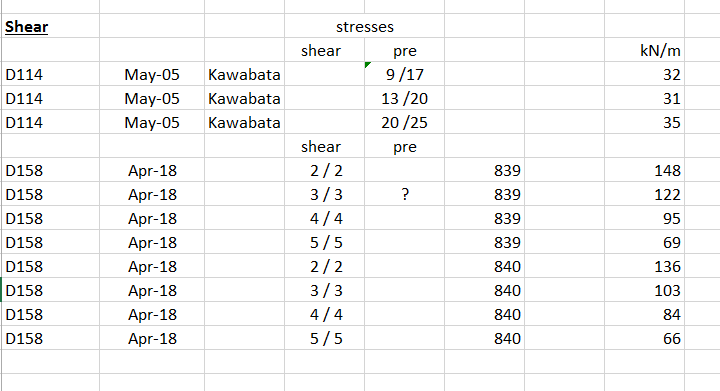 Shear stresses
shear pre kN/m
D114 May-05 Kawabata 9 /17 32
D114 May-05 Kawabata 13 /20 31
D114 May-05 Kawabata 20 /25 35
shear pre
D158 Apr-18 2 / 2 839 148
D158 Apr-18 3 / 3 ? 839 122
D158 Apr-18 4 / 4 839 95
D158 Apr-18 5 / 5 839 69
D158 Apr-18 2 / 2 840 136
D158 Apr-18 3 / 3 840 103
D158 Apr-18 4 / 4 840 84
D158 Apr-18 5 / 5 840 66